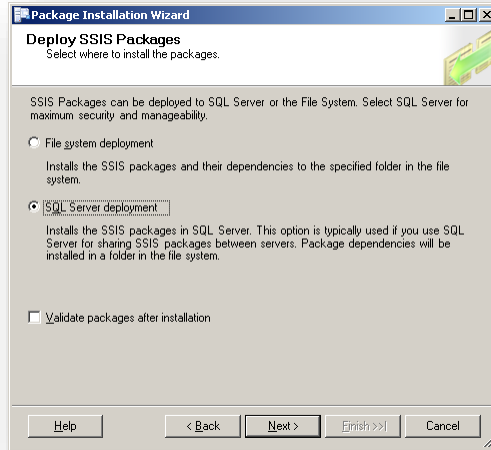 Package Installation Wizard
Deploy SSIS Packages
Select where to install the packages.
SSIS Packages can be deployed to SQL Server or the File System. Select SQL Server for
maximum security and manageability.
File system deployment
Installs the SSIS packages and their dependencies to the specified folder in the file
system.
SQL Server deployment
Installs the SSIS packages in SQL Server. This option is typically used if you use SQL
Server for sharing SSIS packages between servers. Package dependencies will be
installed in a folder in the file system.
Validate packages after installation
Help
< Back
Next >
Finish >>|
Cancel